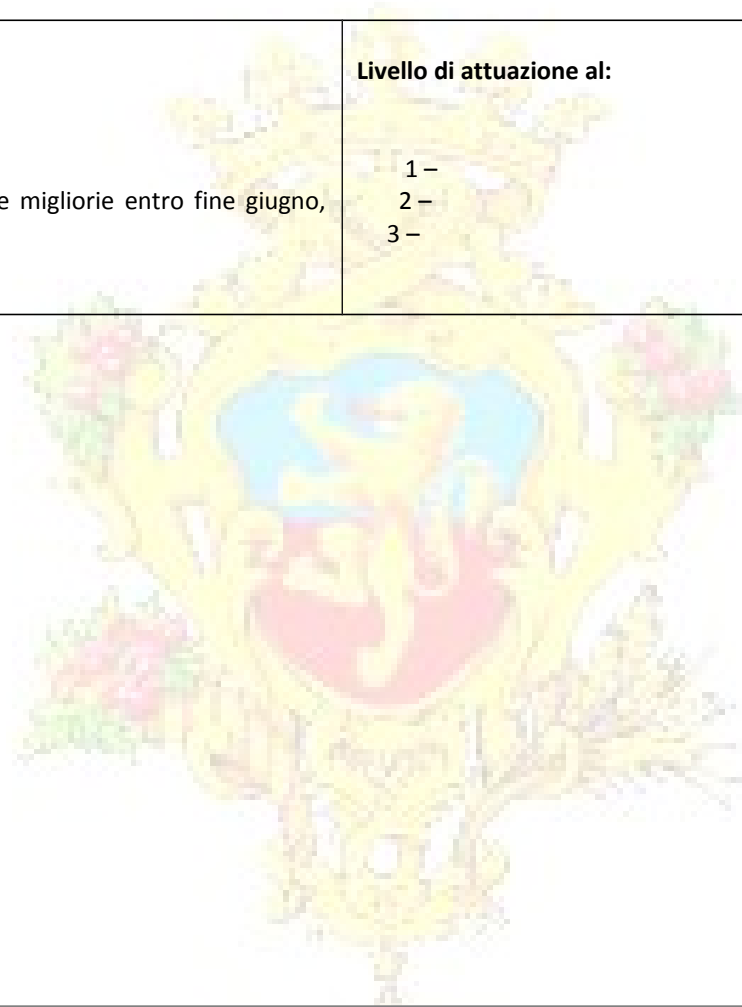 Livello di attuazione al:
1 –
e migliorie entro fine giugno,
2 –
3 –